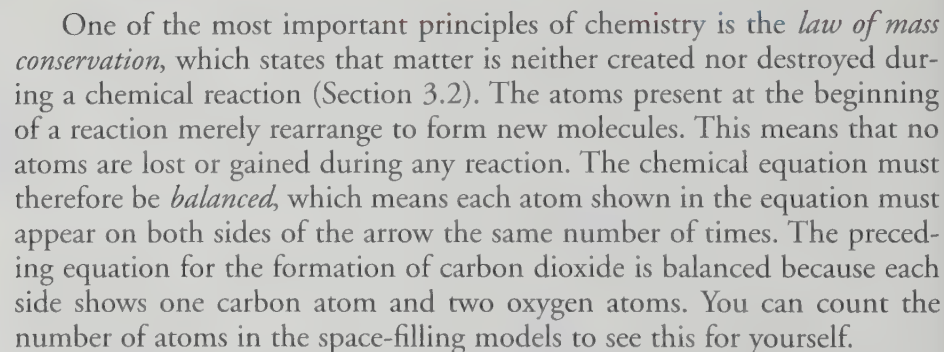 One of the most important principles of chemistry is the law of mass
conservation, which states that matter is neither created nor destroyed dur-
ing a chemical reaction (Section 3.2). The atoms present at the beginning
of a reaction merely rearrange to form new molecules. This means that no
atoms are lost or gained during any reaction. The chemical equation must
therefore be balanced, which means each atom shown in the equation must
appear on both sides of the arrow the same number of times. The preced-
ing equation for the formation of carbon dioxide is balanced because each
side shows one carbon atom and two oxygen atoms. You can count the
number of atoms in the space-filling models to see this for yourself.